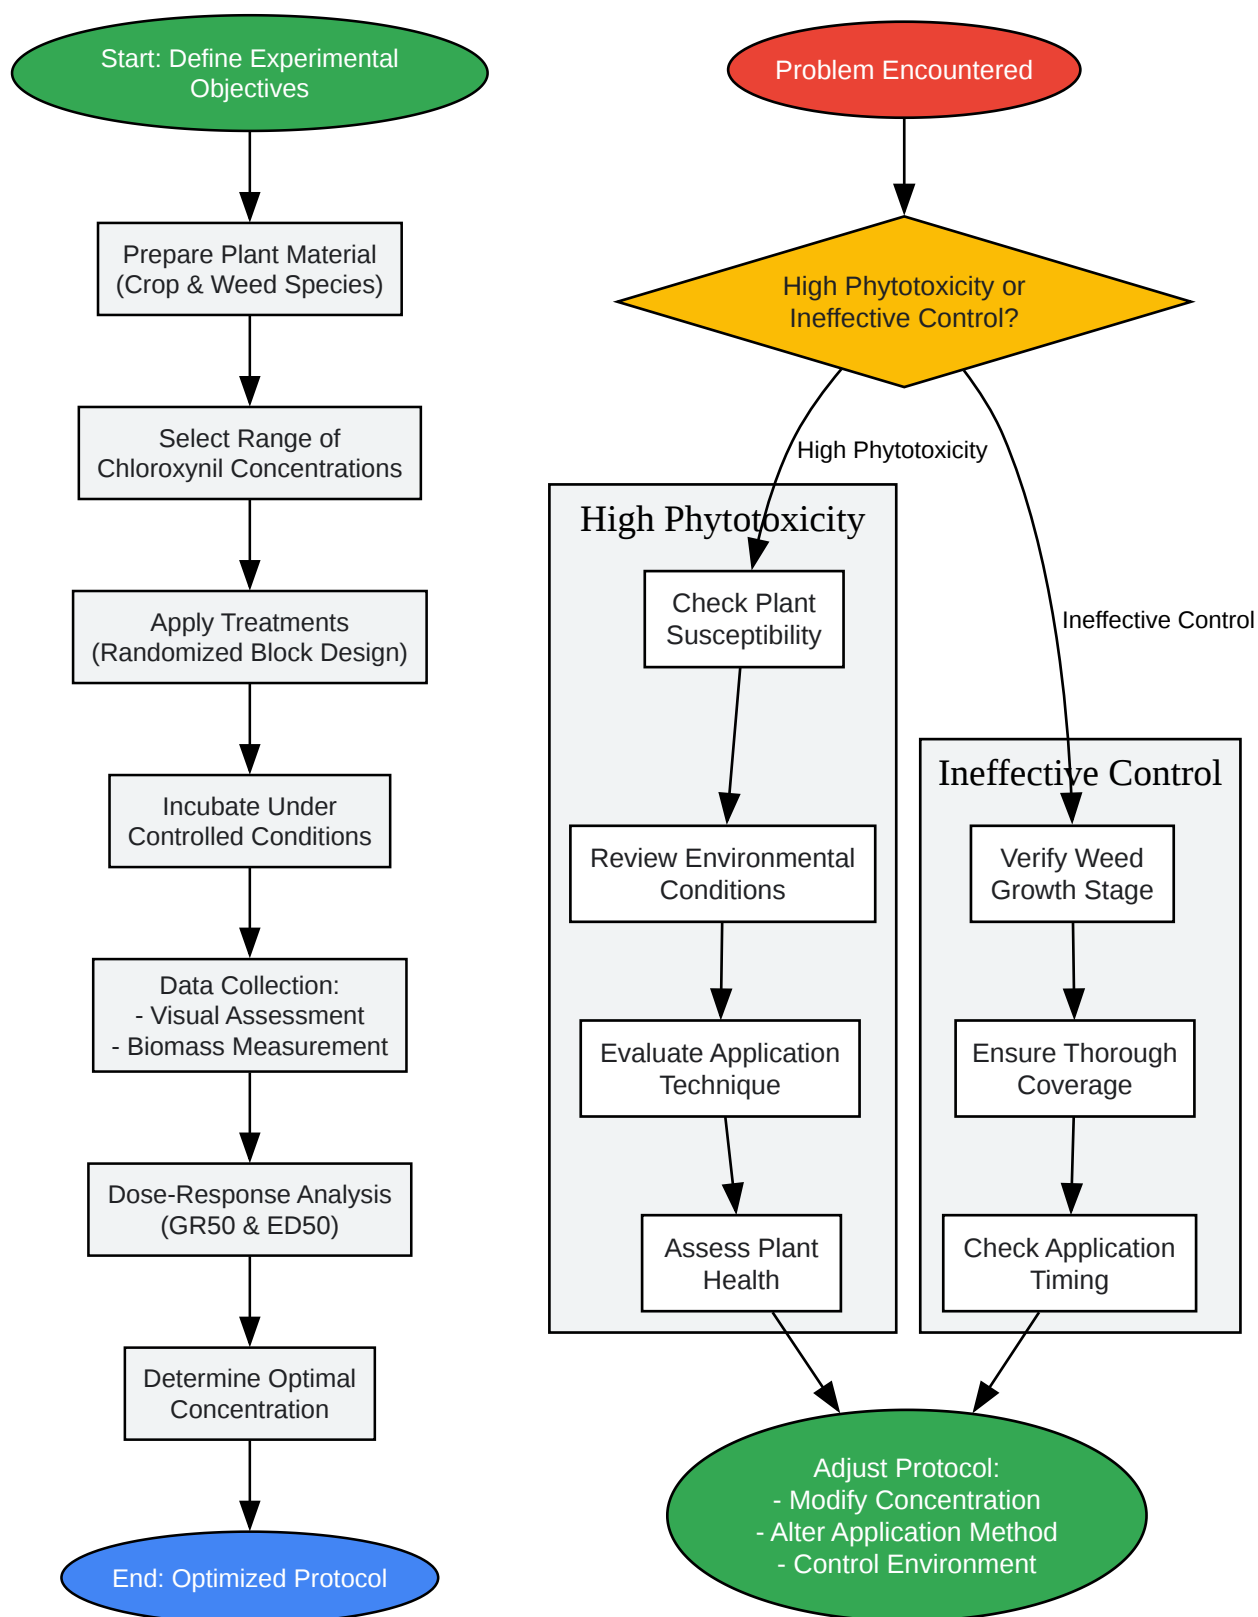 Start: Define Experimental
Objectives
Prepare Plant Material
(Crop & Weed Species)
Select Range of
Chloroxynil Concentrations
Apply Treatments
(Randomized Block Design)
Incubate Under
Controlled Conditions
Data Collection:
- Visual Assessment
- Biomass Measurement
Dose-Response Analysis
(GR50 & ED50)
Determine Optimal
Concentration
End: Optimized Protocol
Problem Encountered
High Phytotoxicity or
Ineffective Control?
High Phytotoxicity
Ineffective Control
High Phytotoxicity
Check Plant
Susceptibility
Review Environmental
Conditions
Evaluate Application
Technique
Assess Plant
Health
Ineffective Control
Verify Weed
Growth Stage
Ensure Thorough
Coverage
Check Application
Timing
Adjust Protocol:
- Modify Concentration
- Alter Application Method
- Control Environment